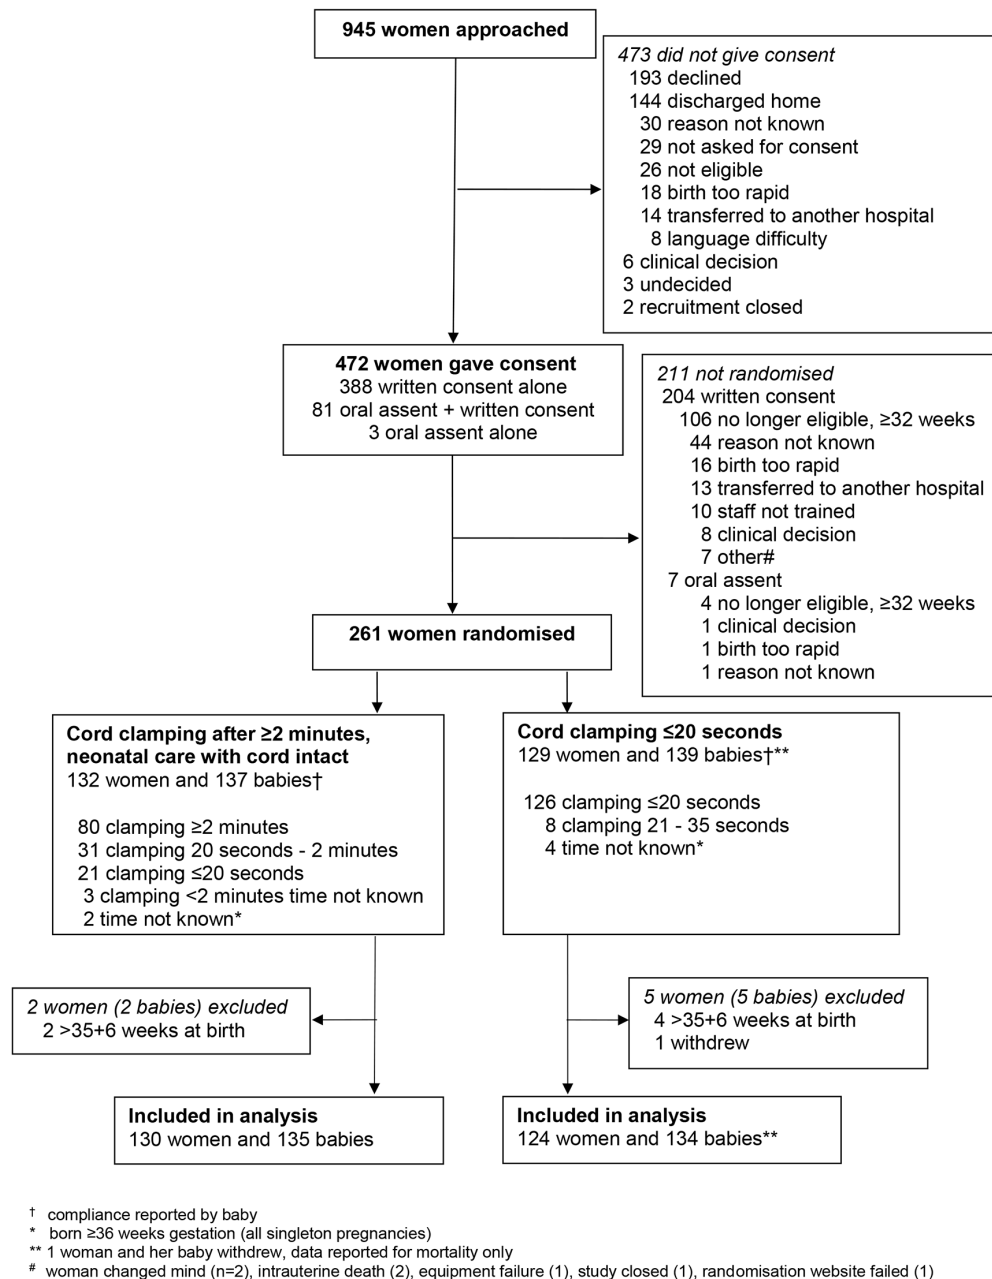 945 women approached
473 did not give consent
193 declined
144 discharged home
30 reason not known
29 not asked for consent
26 not eligible
18 birth too rapid
14 transferred to another hospital
8 language difficulty
6 clinical decision
3 undecided
2 recruitment closed
472 women gave consent
388 written consent alone
81 oral assent + written consent
3 oral assent alone
211 not randomised
204 written consent
106 no longer eligible, ≥32 weeks
44 reason not known
16 birth too rapid
13 transferred to another hospital
10 staff not trained
8 clinical decision
7 other#
7 oral assent
4 no longer eligible, ≥32 weeks
1 clinical decision
1 birth too rapid
1 reason not known
261 women randomised
Cord clamping after ≥2 minutes,
neonatal care with cord intact
132 women and 137 babies†
80 clamping ≥2 minutes
31 clamping 20 seconds - 2 minutes
21 clamping ≤20 seconds
3 clamping <2 minutes time not known
2 time not known*
Cord clamping ≤20 seconds
129 women and 139 babies†**
126 clamping ≤20 seconds
8 clamping 21 - 35 seconds
4 time not known*
2 women (2 babies) excluded
2 >35+6 weeks at birth
5 women (5 babies) excluded
4 >35+6 weeks at birth
1 withdrew
Included in analysis
130 women and 135 babies
Included in analysis
124 women and 134 babies**
† compliance reported by baby
* born ≥36 weeks gestation (all singleton pregnancies)
** 1 woman and her baby withdrew, data reported for mortality only
# woman changed mind (n=2), intrauterine death (2), equipment failure (1), study closed (1), randomisation website failed (1)